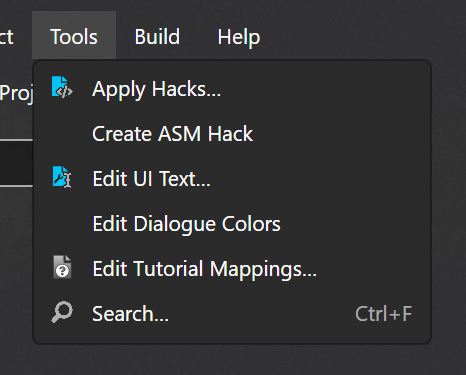 ct Tools Build Help
Proj
Apply Hacks...
Create ASM Hack
Edit UI Text...
Edit Dialogue Colors
Edit Tutorial Mappings...
Search... Ctrl+F